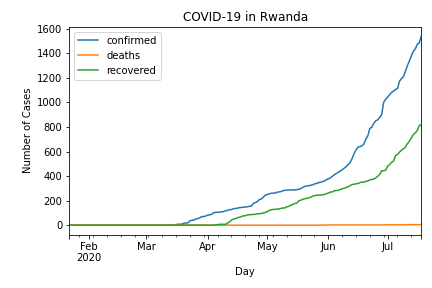 COVID-19 in Rwanda
confirmed
deaths
recovered
Number of Cases
1600
1400
1200
1000
800
600
400
200
0
Feb Mar Apr May Jun Jul
2020
Day